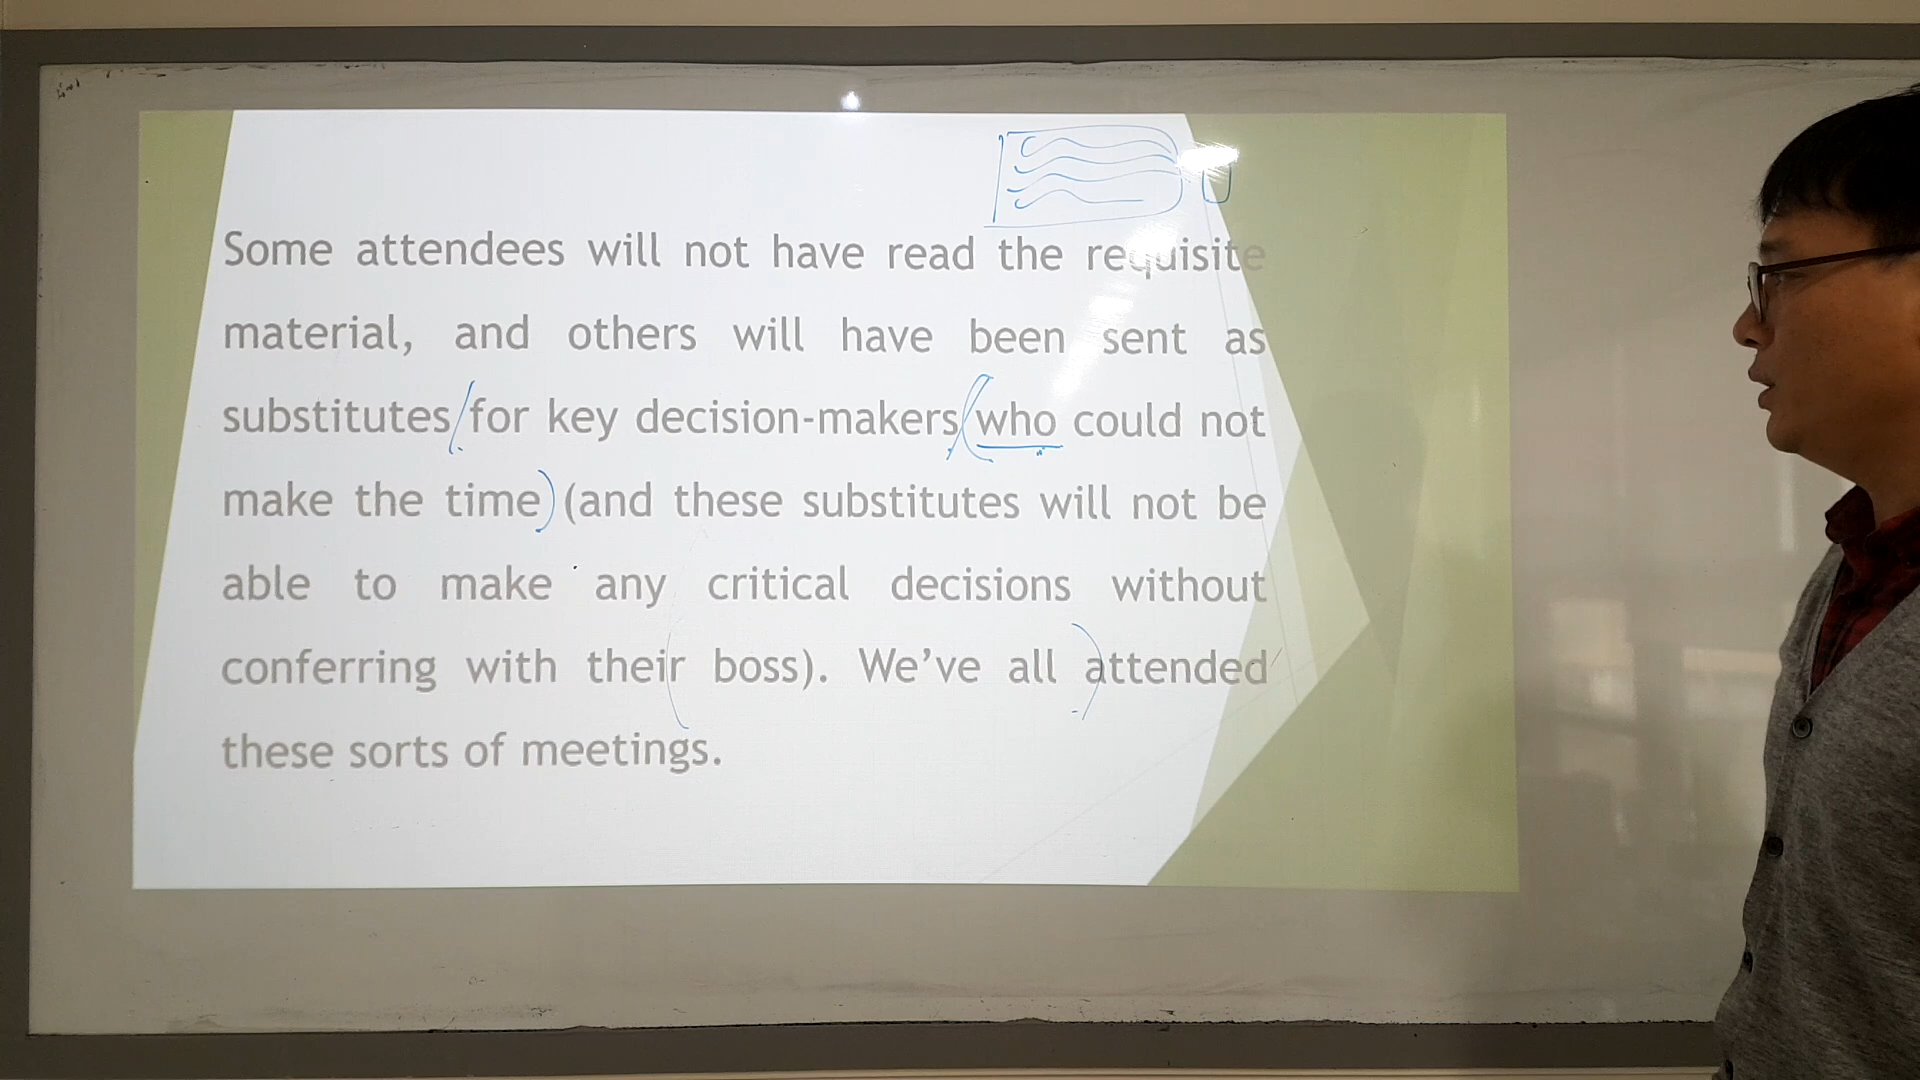 Some attendees will not have read the requisite
material, and others will have been sent as
substitutes for key decision-makers who could not
make the time (and these substitutes will not be
able to make any critical decisions without
conferring with their boss). We've all attended
these sorts of meetings.